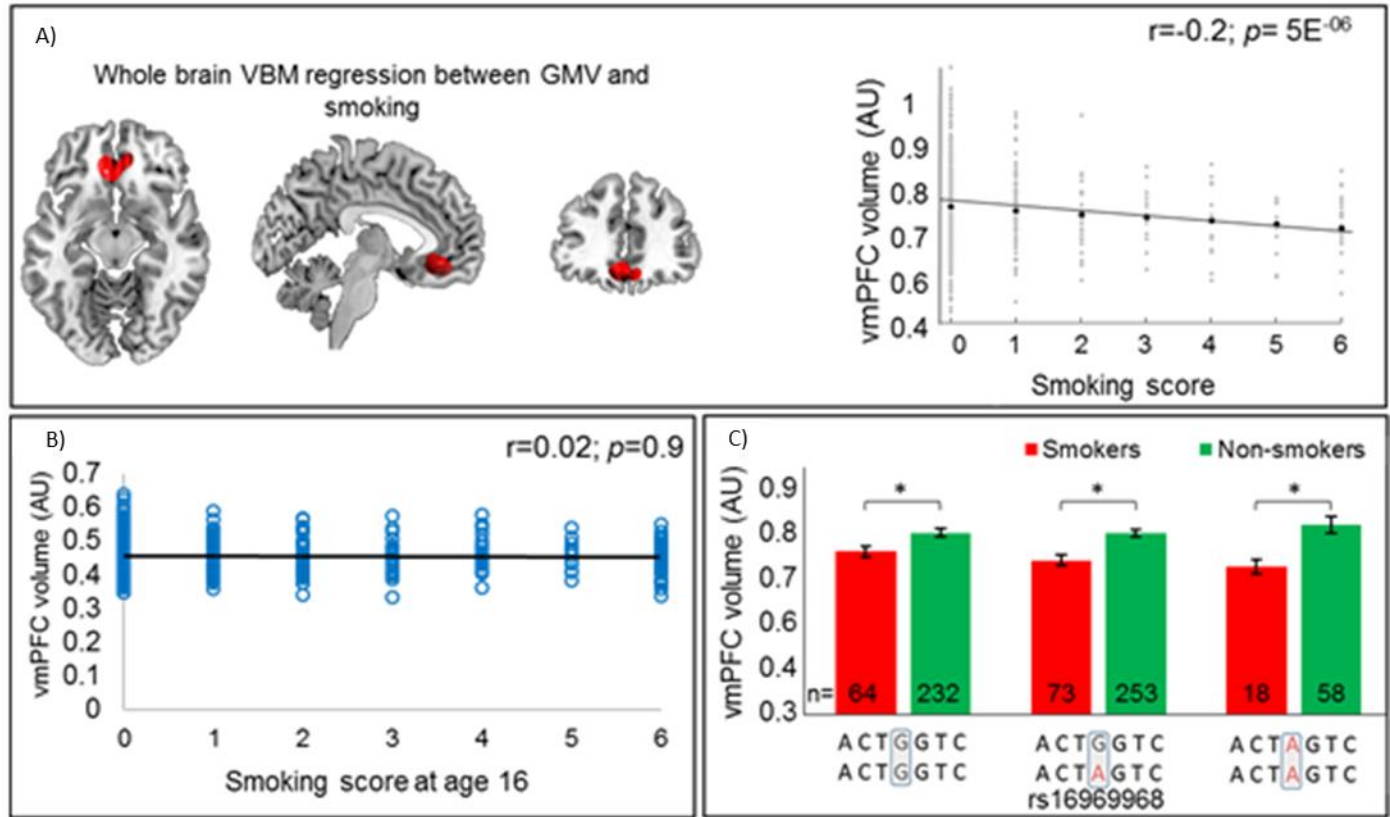 A)
r=-0.2; p= 5E-06
Whole brain VBM regression between GMV and
smoking
vmPFC volume (AU)
1
0.9
0.8
0.7
0.6
0.5
0.4
0 1 2 3 4 5 6
Smoking score
B)
r=0.02; p=0.9
vmPFC volume (AU)
0.7
0.6
0.5
0.4
0.3
0.2
0.1
0
0 1 2 3 4 5 6
Smoking score at age 16
C)
Smokers Non-smokers
vmPFC volume (AU)
0.9
0.8
0.7
0.6
0.4
0.3
* * *
n= 64 232 73 253 18 58
ACTGGTC ACTGGTC ACTAGTC
ACTGGTC ACTAGTC ACTAGTC
rs16969968